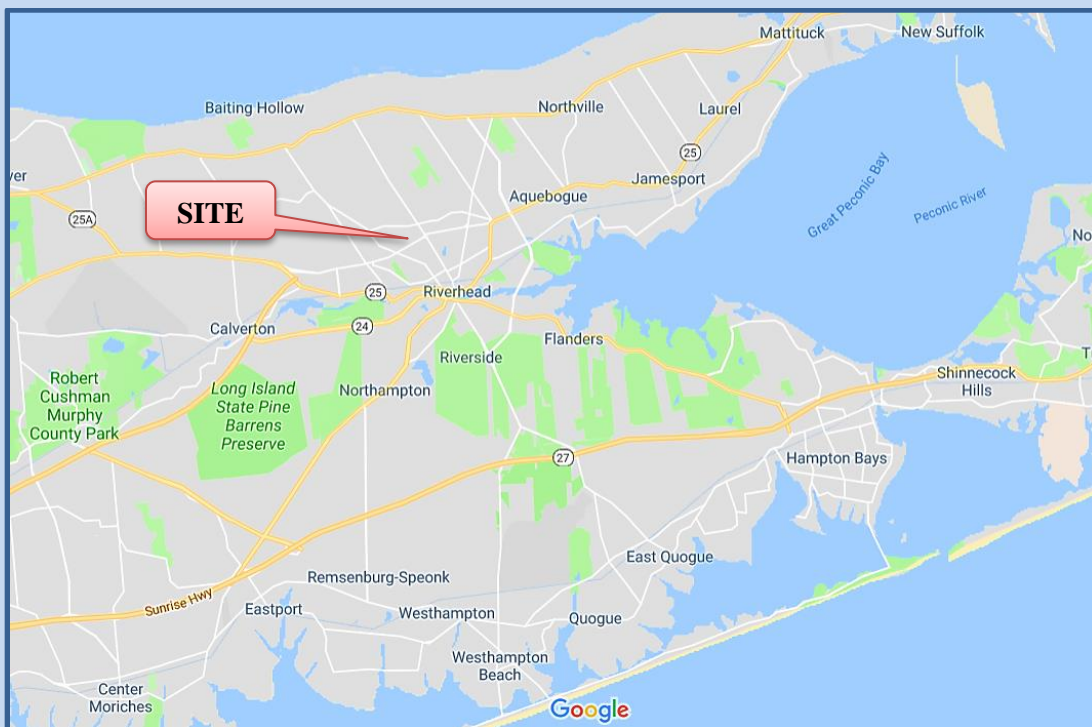 Mattituck
New Suffolk
Baiting Hollow
Northville
Laurel
25
ver
Jamesport
Aquebogue
Great Peconic Bay
Peconic River
SITE
25A
No
25
Riverhead
24
Calverton
Flanders
Riverside
Robert
Cushman
Murphy
County Park
Long Island
State Pine
Barrens
Preserve
Northampton
Shinnecock
Hills
T
27
Hampton Bays
East Quogue
Remsenburg-Speonk
Sunrise Hwy
Eastport
Westhampton
Quogue
Westhampton
Beach
Center
Moriches
Google